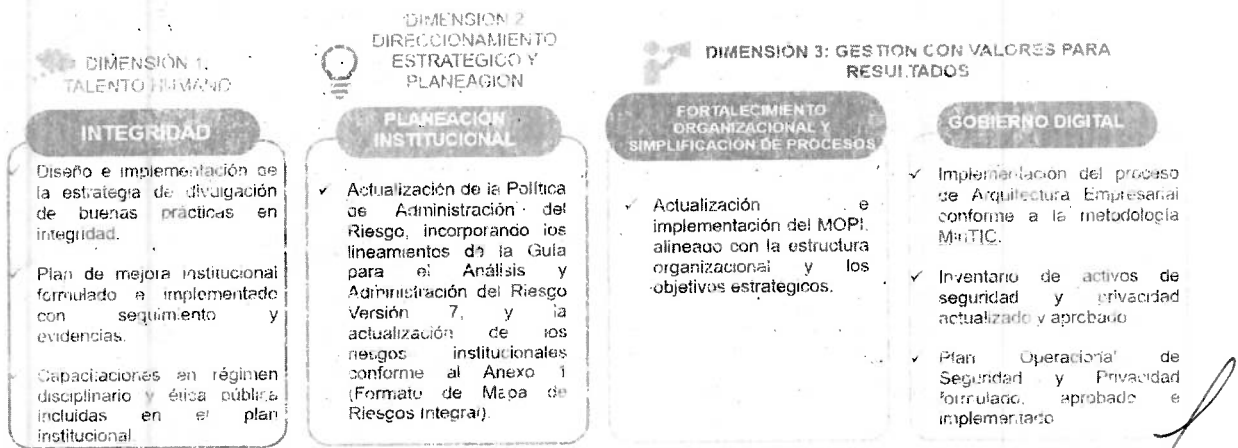 DIMENSIÓN 1.
TALENTO HUMANO
INTEGRIDAD
Diseño e implementación de
la estrategia de divulgación
de buenas prácticas en
integridad.
Plan de mejora institucional
formulado e implementado
con seguimiento y
evidencias.
Capacitaciones en régimen
disciplinario y ética pública
incluidas en el plan
institucional
DIMENSION 2
DIRECCIONAMIENTO
ESTRATEGICO Y
PLANEACION
PLANEACIÓN
INSTITUCIONAL
✓ Actualización de la Política
de Administración del
Riesgo, incorporando los
lineamientos de la Guía
para el Análisis y
Administración del Riesgo
Versión 7, y la
actualización de los
riesgos institucionales
conforme al Anexo 1
(Formato de Mapa de
Riesgos Integral).
DIMENSIÓN 3: GESTION CON VALORES PARA
RESULTADOS
FORTALECIMIENTO
ORGANIZACIONAL Y
SIMPLIFICACIÓN DE PROCESOS
✓ Actualización e
implementación del MOPI,
alineado con la estructura
organizacional y los
objetivos estrategicos.
GOBIERNO DIGITAL
✓ Implementación del proceso
de Arquitectura Empresarial
conforme a la metodología
MinTIC.
✓ Inventario de activos de
seguridad y privacidad
actualizado y aprobado
✓ Plan Operacional de
Seguridad y Privacidad
formulado, aprobado e
implementado